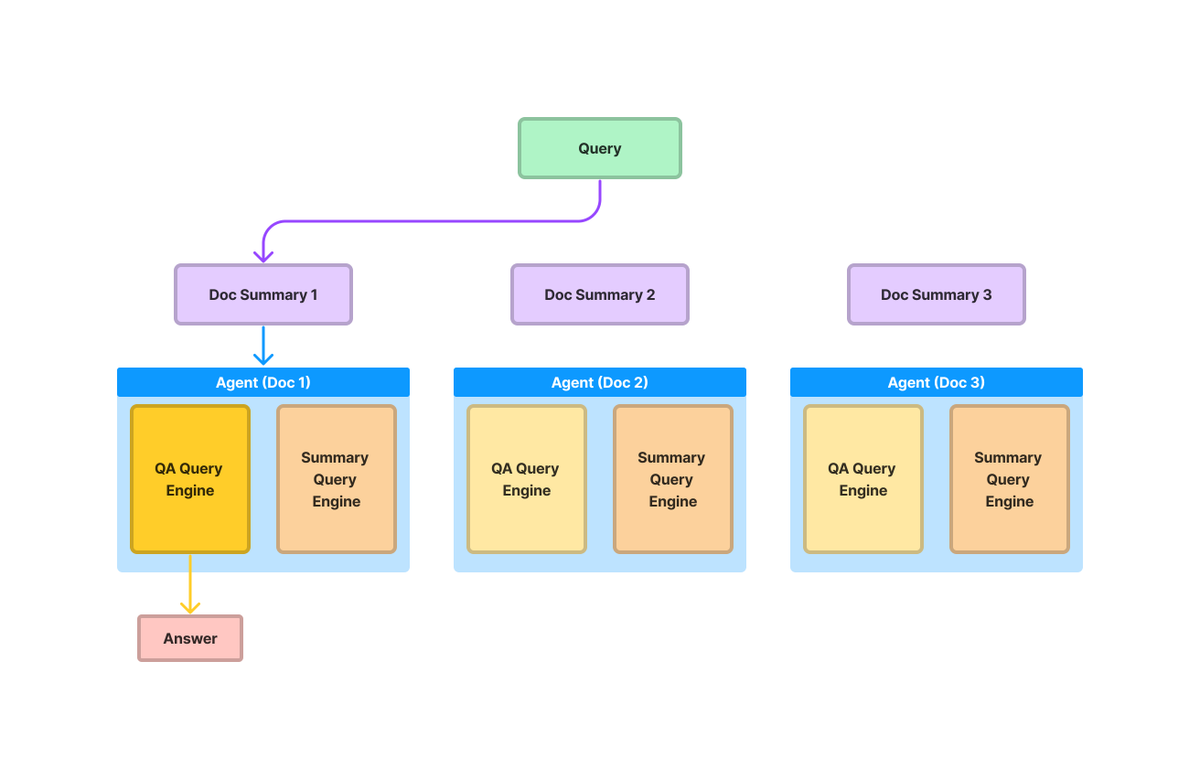 Query
Doc Summary 1
Doc Summary 2
Doc Summary 3
Agent (Doc 1)
Agent (Doc 2)
Agent (Doc 3)
QA Query
Engine
Summary
Query
Engine
QA Query
Engine
Summary
Query
Engine
QA Query
Engine
Summary
Query
Engine
Answer